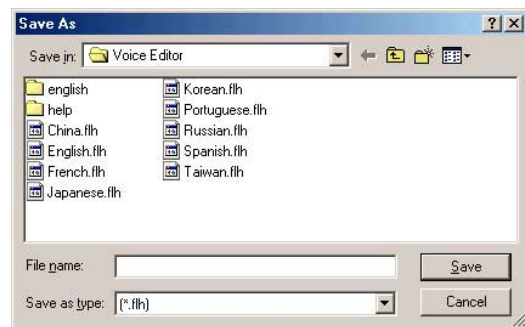 Save As
Save in: Voice Editor
english
help
China.flh
English.flh
French.flh
Japanese.flh
Korean.flh
Portuguese.flh
Russian.flh
Spanish.flh
Taiwan.flh
File name:
Save
Save as type: (*.flh)
Cancel